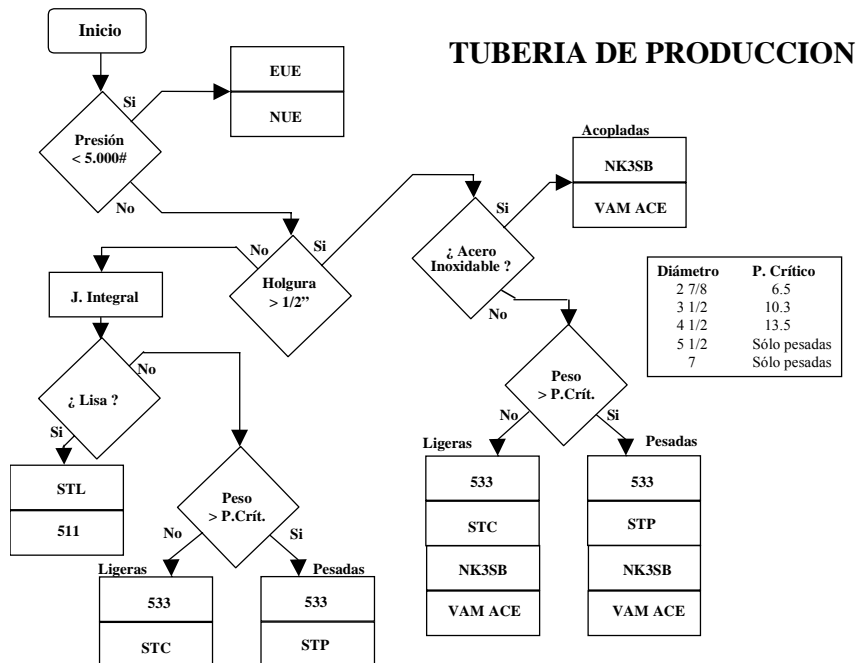 Inicio
TUBERIA DE PRODUCCION
EUE
Si
NUE
Presión
< 5.000#
Acopladas
NK3SB
No
Si
VAM ACE
No
Si
¿ Acero
Inoxidable ?
Holgura
> 1/2”
J. Integral
No
Diámetro P. Crítico
2 7/8 6.5
3 1/2 10.3
4 1/2 13.5
5 1/2 Sólo pesadas
7 Sólo pesadas
No
¿ Lisa ?
Peso
> P.Crít.
No
Si
Si
Ligeras
Pesadas
STL
511
533
533
Peso
> P.Crít.
STC
STP
No
Si
NK3SB
NK3SB
Ligeras
Pesadas
VAM ACE
VAM ACE
533
533
STC
STP